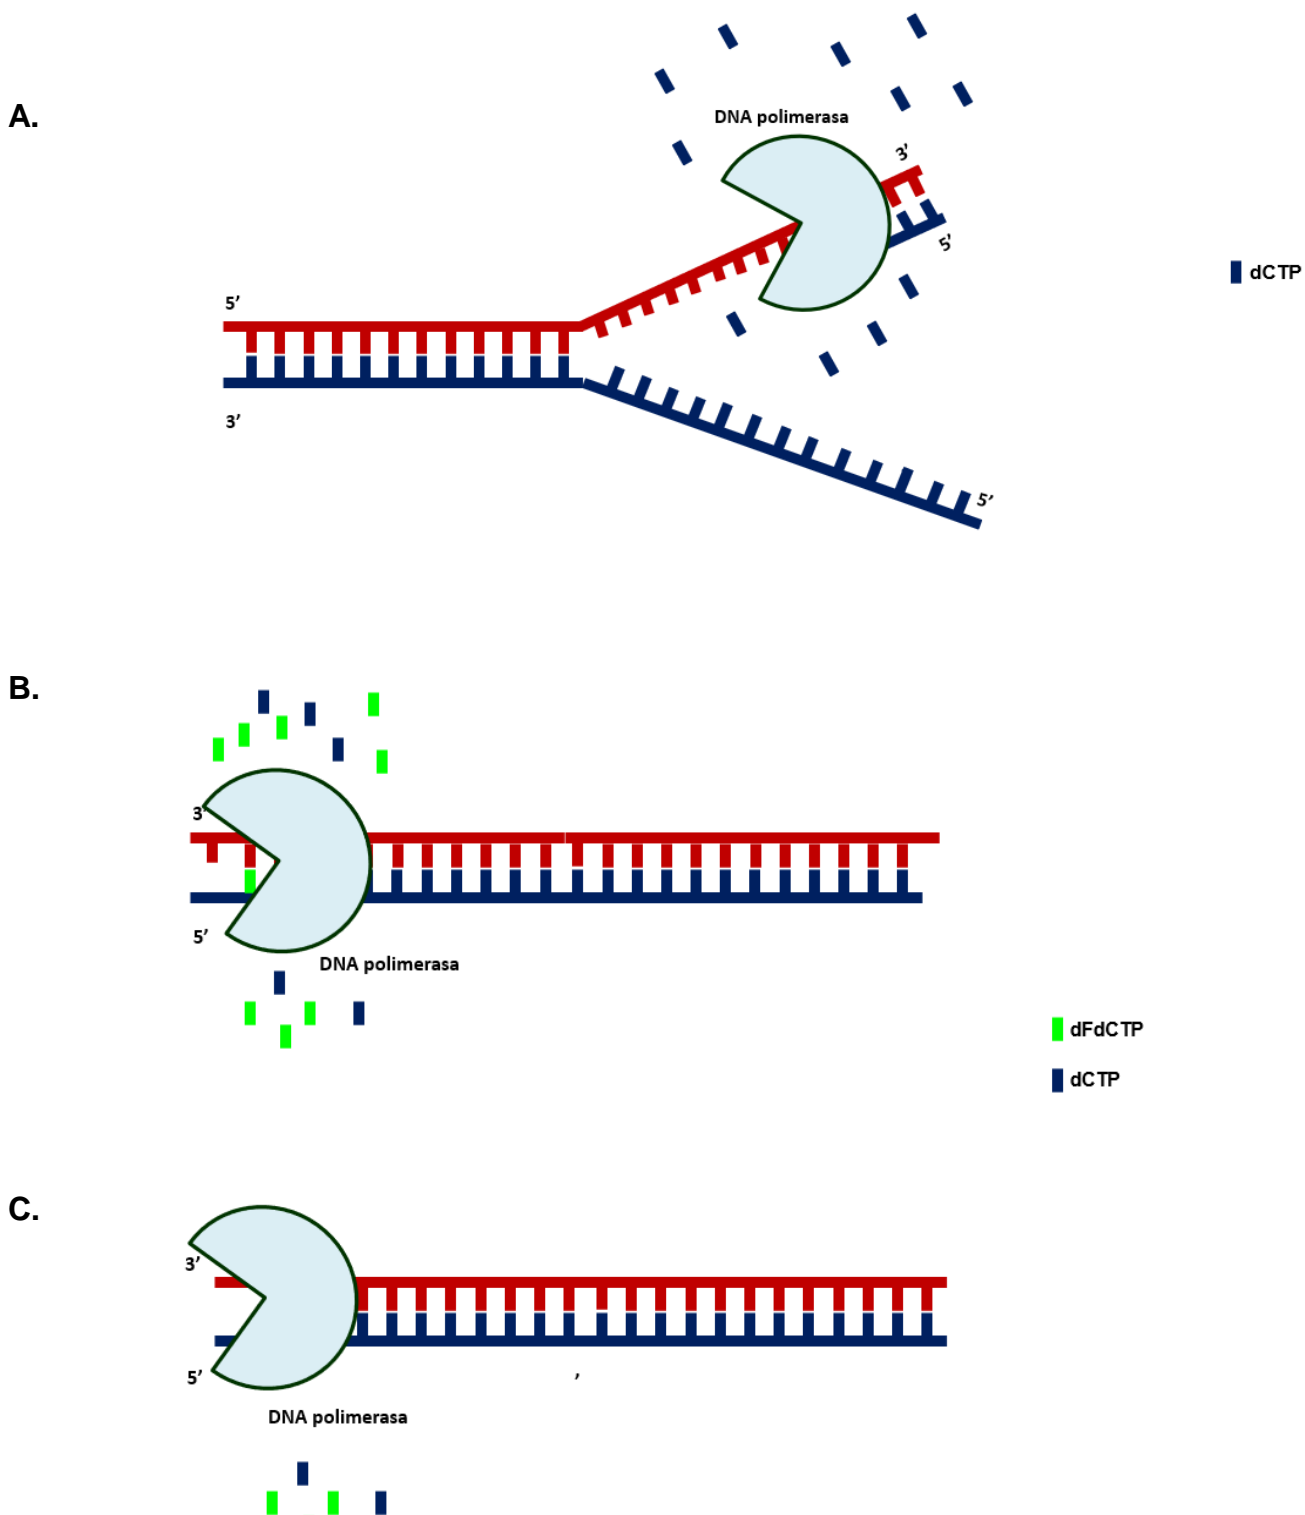 A.
DNA polimerasa
3’
5’
dCTP
5’
3’
5’
B.
3’
5’
DNA polimerasa
dFdCTP
dCTP
C.
3’
5’
’
DNA polimerasa